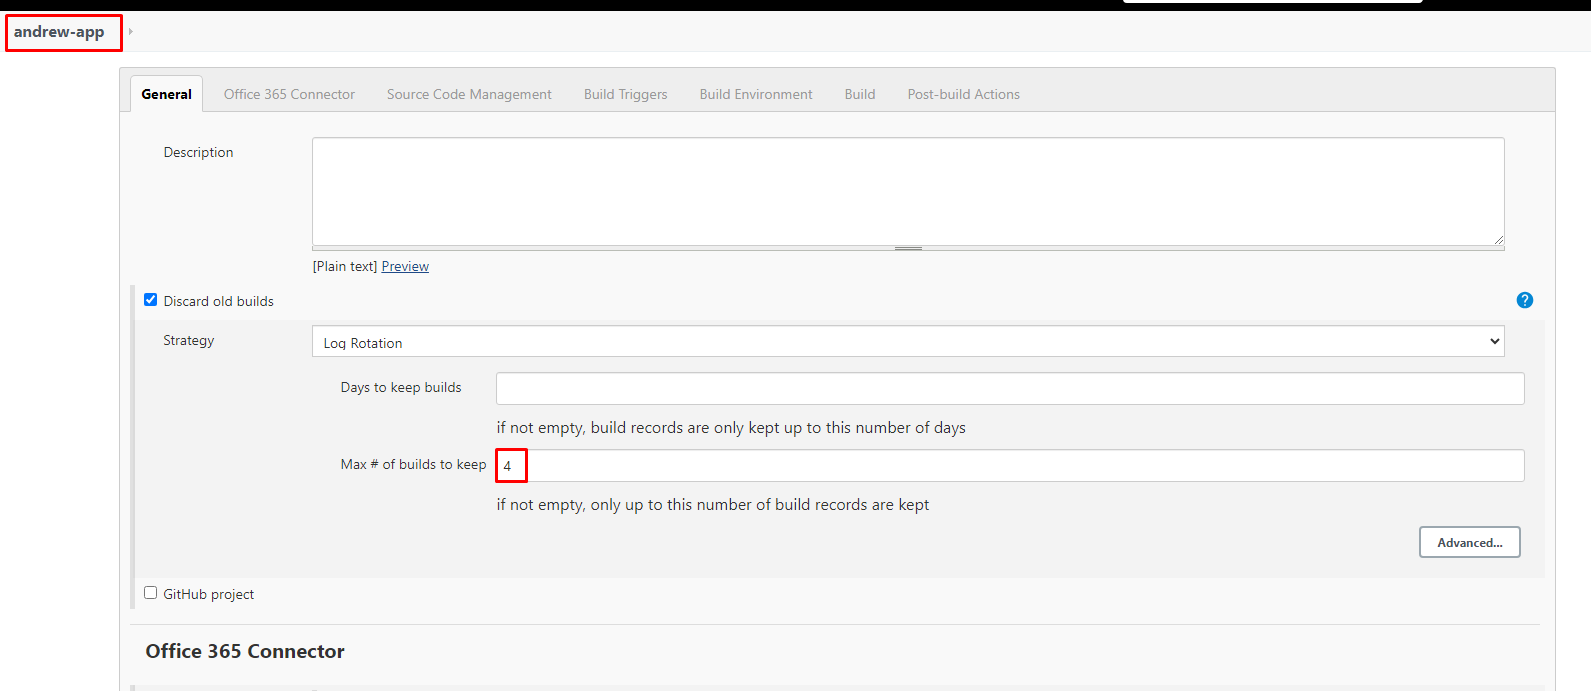 andrew-app
General Office 365 Connector Source Code Management Build Triggers Build Environment Build Post-build Actions
Description
[Plain text] Preview
Discard old builds
?
Strategy Log Rotation
Days to keep builds
if not empty, build records are only kept up to this number of days
Max # of builds to keep 4
if not empty, only up to this number of build records are kept
Advanced...
GitHub project
Office 365 Connector